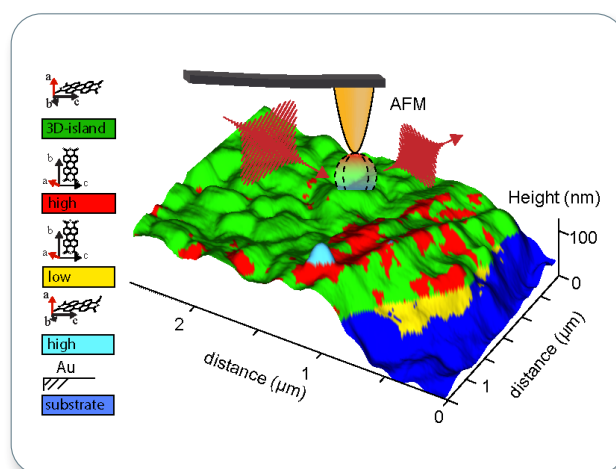 a
b
c
3D-island
b
a
c
high
b
a
c
low
a
b
c
high
Au
substrate
AFM
Height (nm)
100
0
2
1
0
distance (µm)
1
distance (µm)